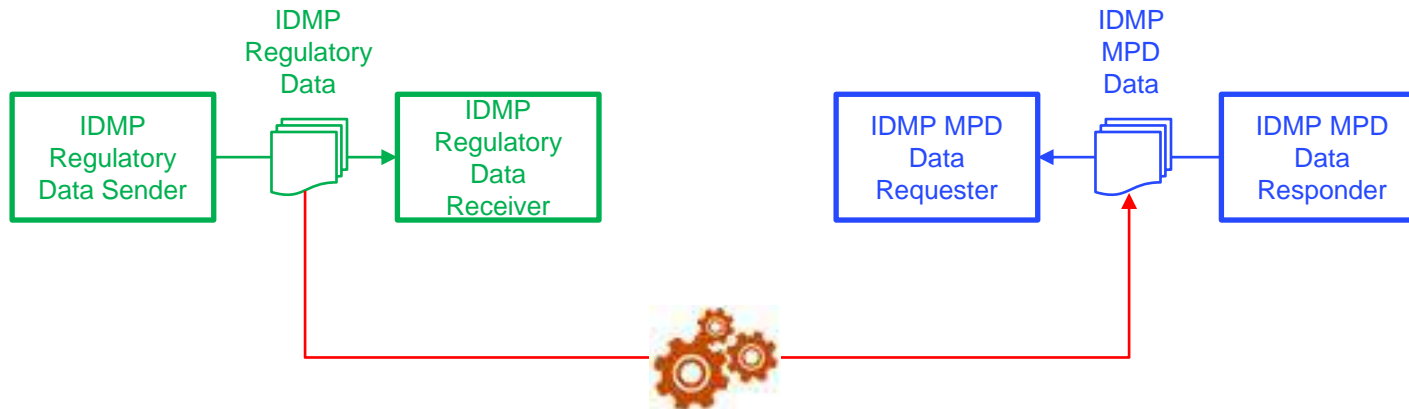 IDMP
Regulatory
Data
IDMP
Regulatory
Data Sender
IDMP
Regulatory
Data
Receiver
IDMP
MPD
Data
IDMP MPD
Data
Requester
IDMP MPD
Data
Responder